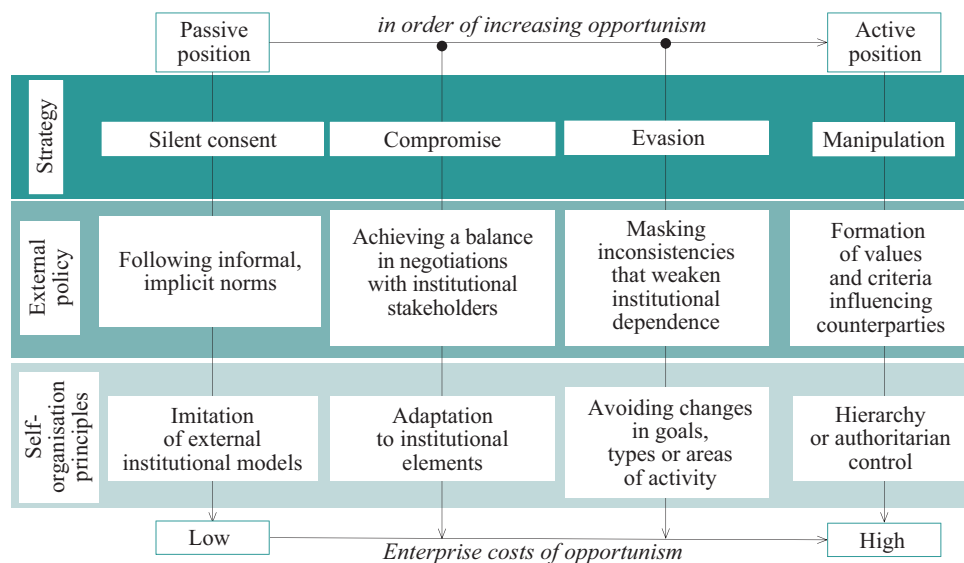 Passive
position
in order of increasing opportunism
Active
position
Strategy
Silent consent
Compromise
Evasion
Manipulation
External
policy
Following informal,
implicit norms
Achieving a balance
in negotiations
with institutional
stakeholders
Masking
inconsistencies
that weaken
institutional
dependence
Formation
of values
and criteria
influencing
counterparties
Self-
organisation
principles
Imitation
of external
institutional models
Adaptation
to institutional
elements
Avoiding changes
in goals,
types or areas
of activity
Hierarchy
or authoritarian
control
Low
Enterprise costs of opportunism
High